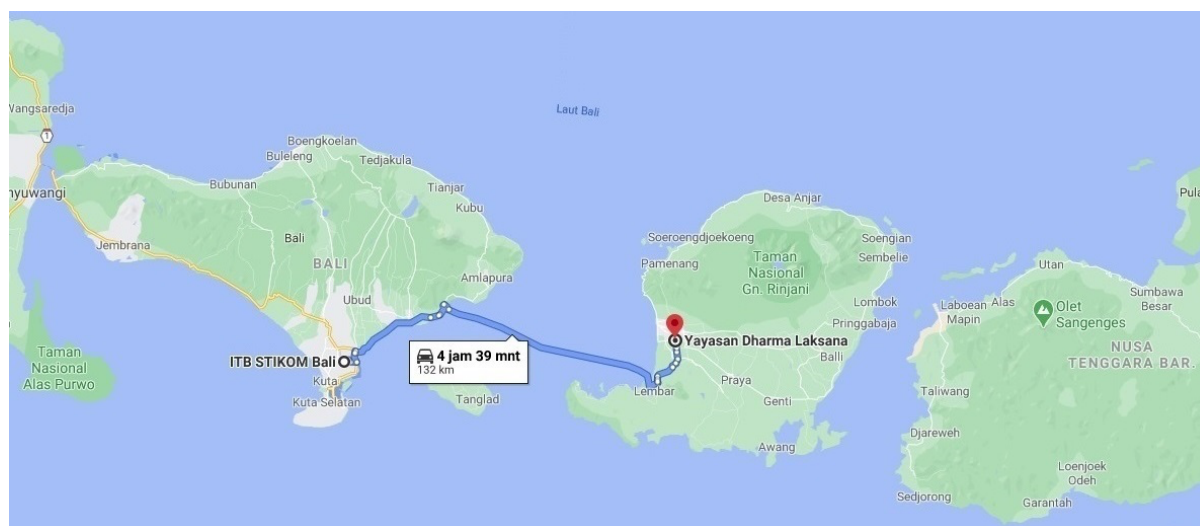 Wangsaredja
1
nyuwangi
Laut Bali
Boengkoelan
Buleleng
Tedjakula
Bubunan
Tianjar
Kubu
Jembrana
Bali
BALI
Amlapura
Ubud
ITB STIKOM Bali
Kuta
Kuta Selatan
Taman
Nasional
Alas Purwo
4 jam 39 mnt
132 km
Tanglad
Desa Anjar
Soeroengdjoekoeng
Pamenang
Soengian
Sembelie
Taman
Nasional
Gn. Rinjani
Lombok
Pringgabaja
Yayasan Dharma Laksana
Balli
Lembar
Praya
Genti
Awang
Pula
Utan
Laboean
Mapin
Alas
Sumbawa
Besar
Olet
Sangenges
NUSA
TENGGARA BAR.
Taliwang
Djareweh
Sedjorong
Loenjoek
Odeh
Garantah